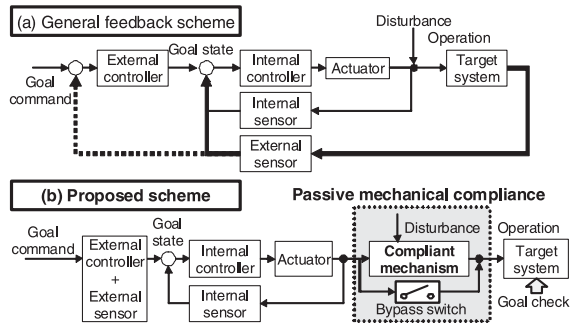 (a) General feedback scheme
Disturbance
External
controller
Goal state
Internal
controller
Actuator
Operation
Target
system
Goal
command
Internal
sensor
External
sensor
(b) Proposed scheme
Passive mechanical compliance
Goal
command
External
controller
+
External
sensor
Goal
state
Internal
controller
Actuator
Internal
sensor
Disturbance
Compliant
mechanism
Bypass switch
Operation
Target
system
Goal check